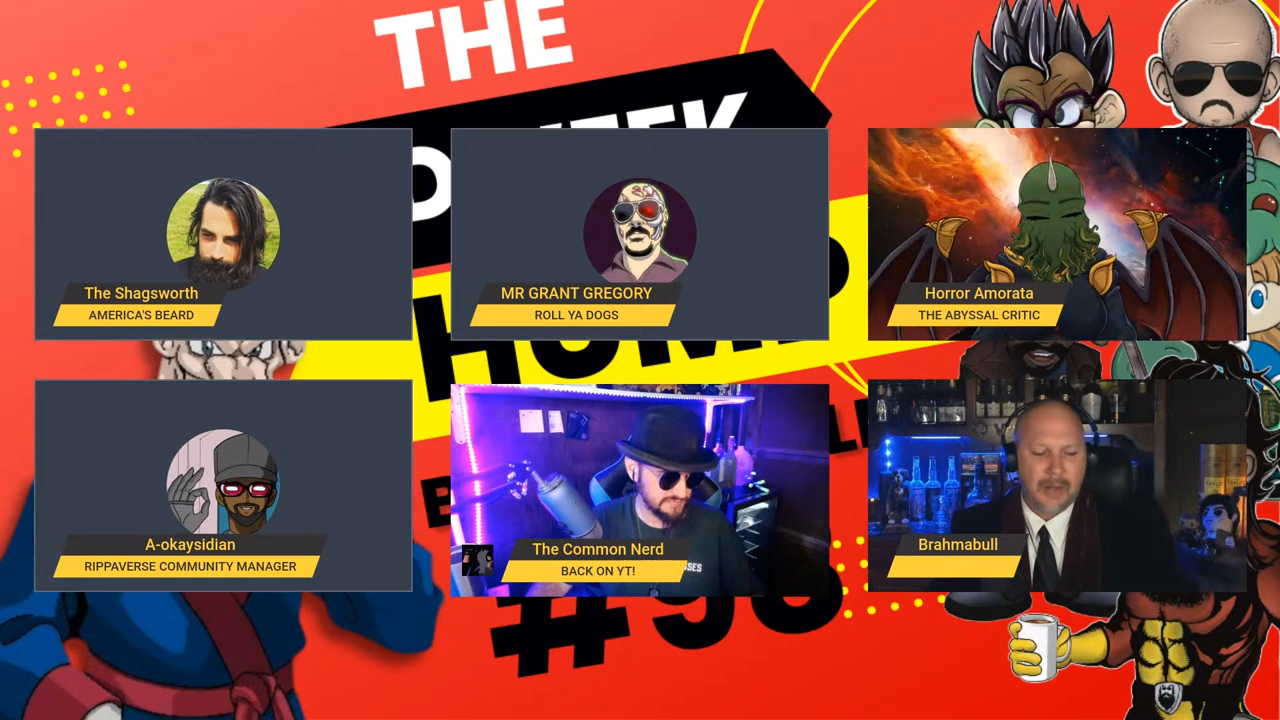 THE
The Shagsworth
AMERICA'S BEARD
MR GRANT GREGORY
ROLL YA DOGS
Horror Amorata
THE ABYSSAL CRITIC
A-okaysidian
RIPPAVERSE COMMUNITY MANAGER
The Common Nerd
BACK ON YT!
Brahmabull